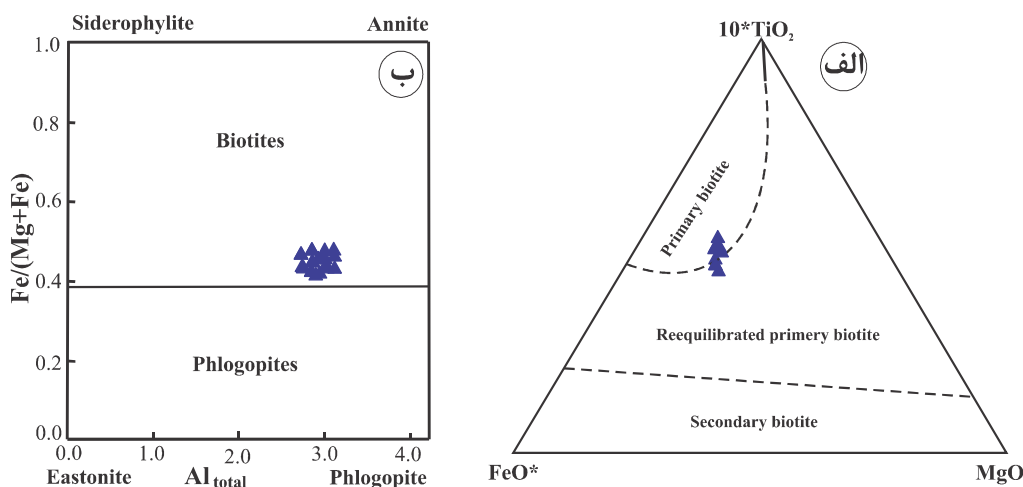 Siderophylite Annite
ب
1.0
0.8
0.6
0.4
0.2
0.0
Fe/(Mg+Fe)
Biotites
Phlogopites
0.0 1.0 2.0 3.0 4.0
Eastonite Al total Phlogopite
10*TiO₂
الف
Primary biotite
Reequilibrated primery biotite
Secondary biotite
FeO* MgO